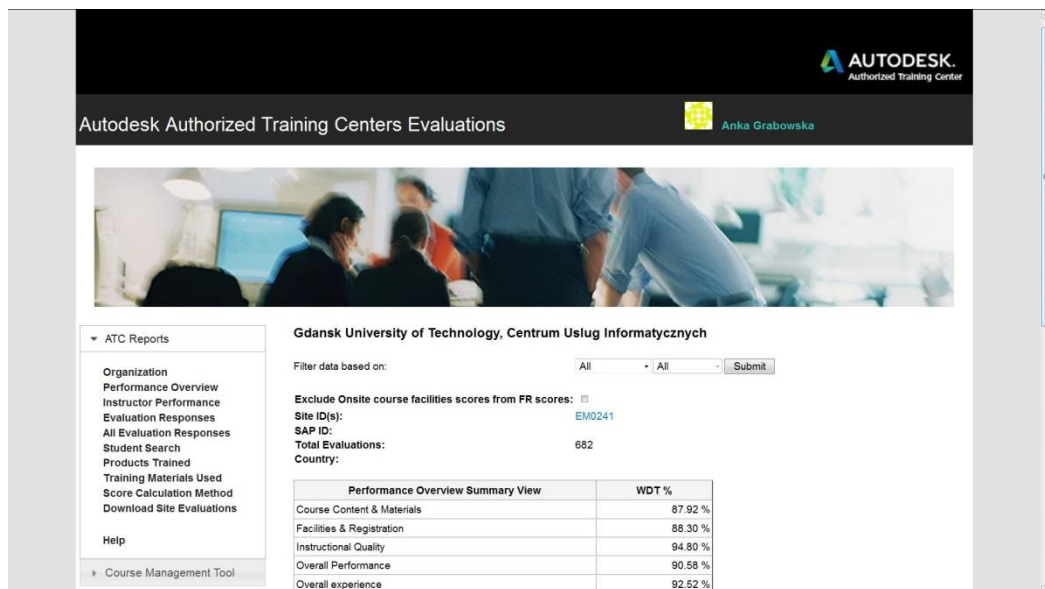 AUTODESK.
Authorized Training Center
Autodesk Authorized Training Centers Evaluations
Anka Grabowska
ATC Reports
Organization
Performance Overview
Instructor Performance
Evaluation Responses
All Evaluation Responses
Student Search
Products Trained
Training Materials Used
Score Calculation Method
Download Site Evaluations
Help
Course Management Tool
Gdansk University of Technology, Centrum Uslug Informatycznych
Filter data based on: All All Submit
Exclude Onsite course facilities scores from FR scores:
Site ID(s): EM0241
SAP ID:
Total Evaluations: 682
Country:
Performance Overview Summary View WDT %
Course Content & Materials 87.92 %
Facilities & Registration 88.30 %
Instructional Quality 94.80 %
Overall Performance 90.58 %
Overall experience 92.52 %